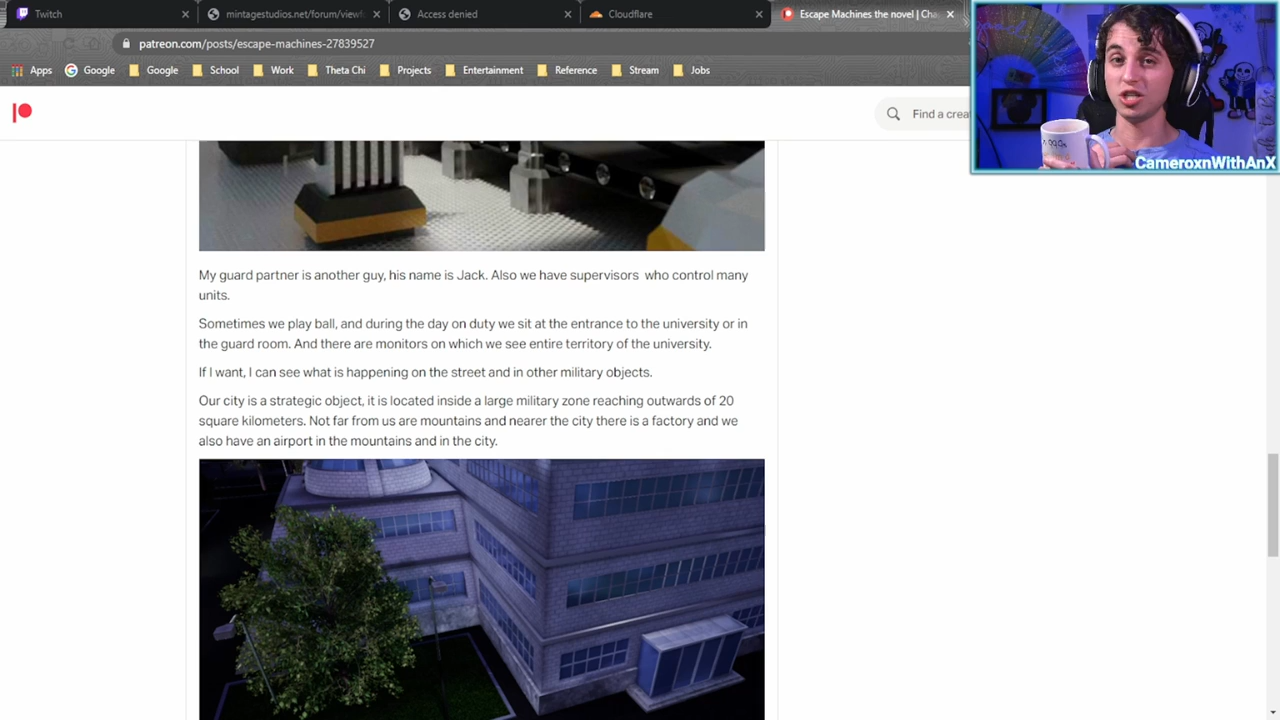 Twitch
mintagestudios.net/forum/viewf
Access denied
Cloudflare
Escape Machines the novel | Cha
patreon.com/posts/escape-machines-27839527
Apps Google Google School Work Theta Chi Projects Entertainment Reference Stream Jobs
Find a crea
CameroxnWithAnX
My guard partner is another guy, his name is Jack. Also we have supervisors who control many
units.
Sometimes we play ball, and during the day on duty we sit at the entrance to the university or in
the guard room. And there are monitors on which we see entire territory of the university.
If I want, I can see what is happening on the street and in other military objects.
Our city is a strategic object, it is located inside a large military zone reaching outwards of 20
square kilometers. Not far from us are mountains and nearer the city there is a factory and we
also have an airport in the mountains and in the city.